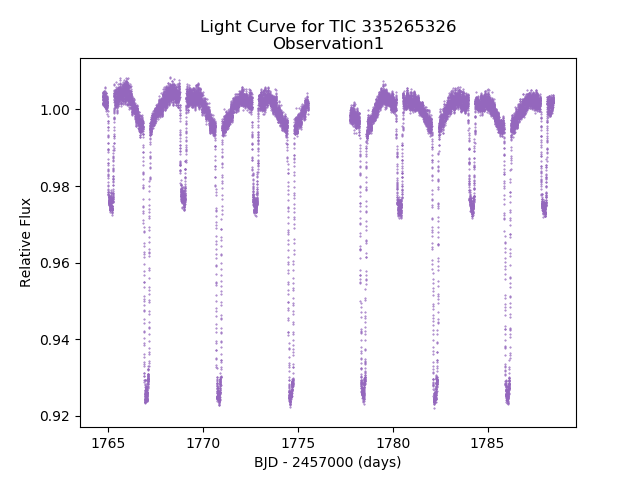 Light Curve for TIC 335265326
Observation1
Relative Flux
1.00
0.98
0.96
0.94
0.92
1765 1770 1775 1780 1785
BJD - 2457000 (days)